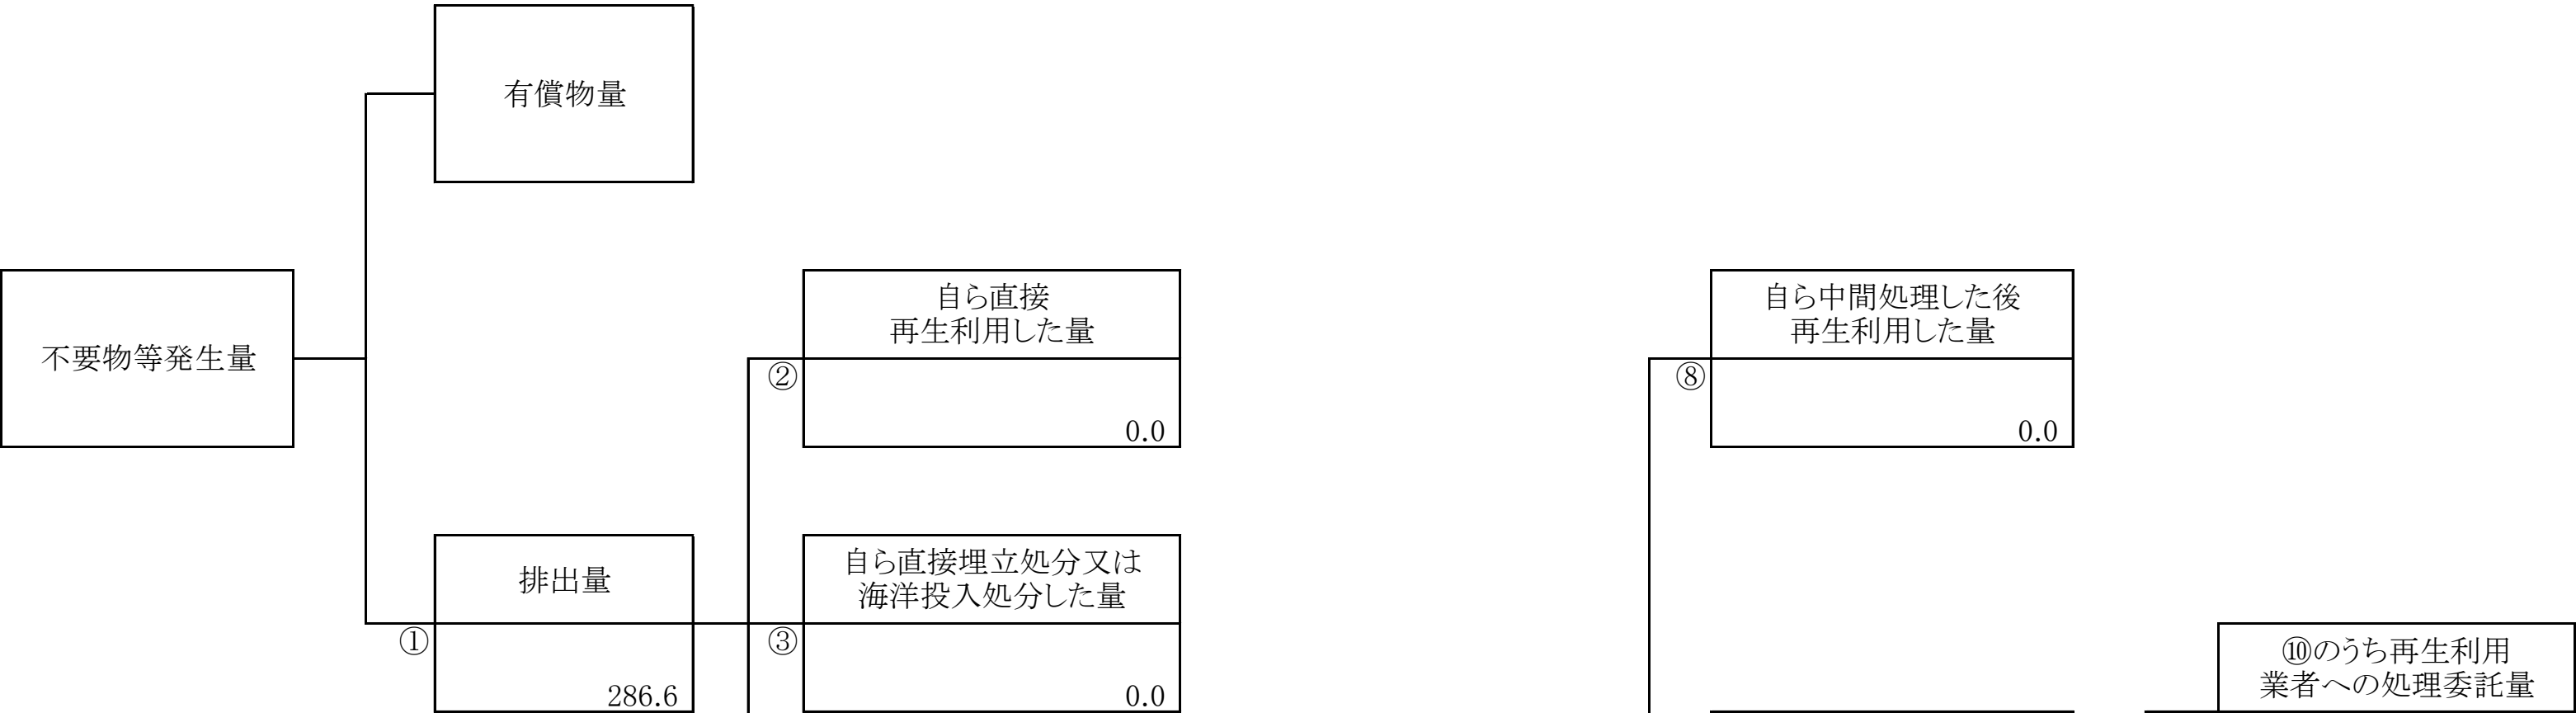 有償物量
不要物等発生量
自ら直接
再生利用した量
②
0.0
自ら中間処理した後
再生利用した量
⑧
0.0
排出量
①
286.6
自ら直接埋立処分又は
海洋投入処分した量
③
0.0
⑩のうち再生利用
業者への処理委託量